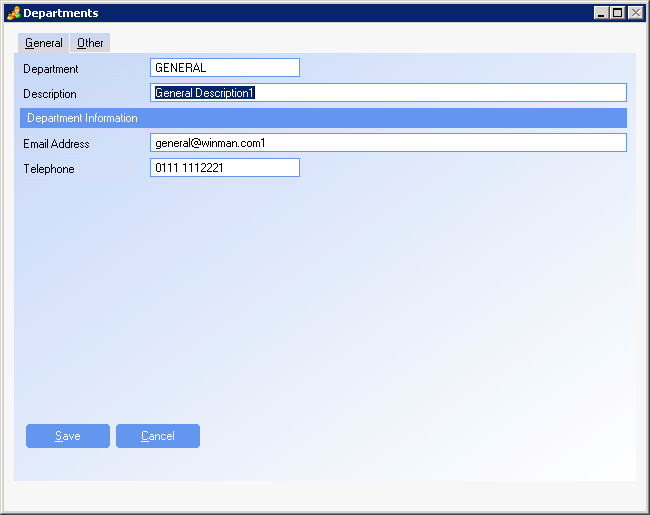 Departments
General Other
Department GENERAL
Description General Description1
Department Information
Email Address general@winman.com1
Telephone 0111 1112221
Save Cancel